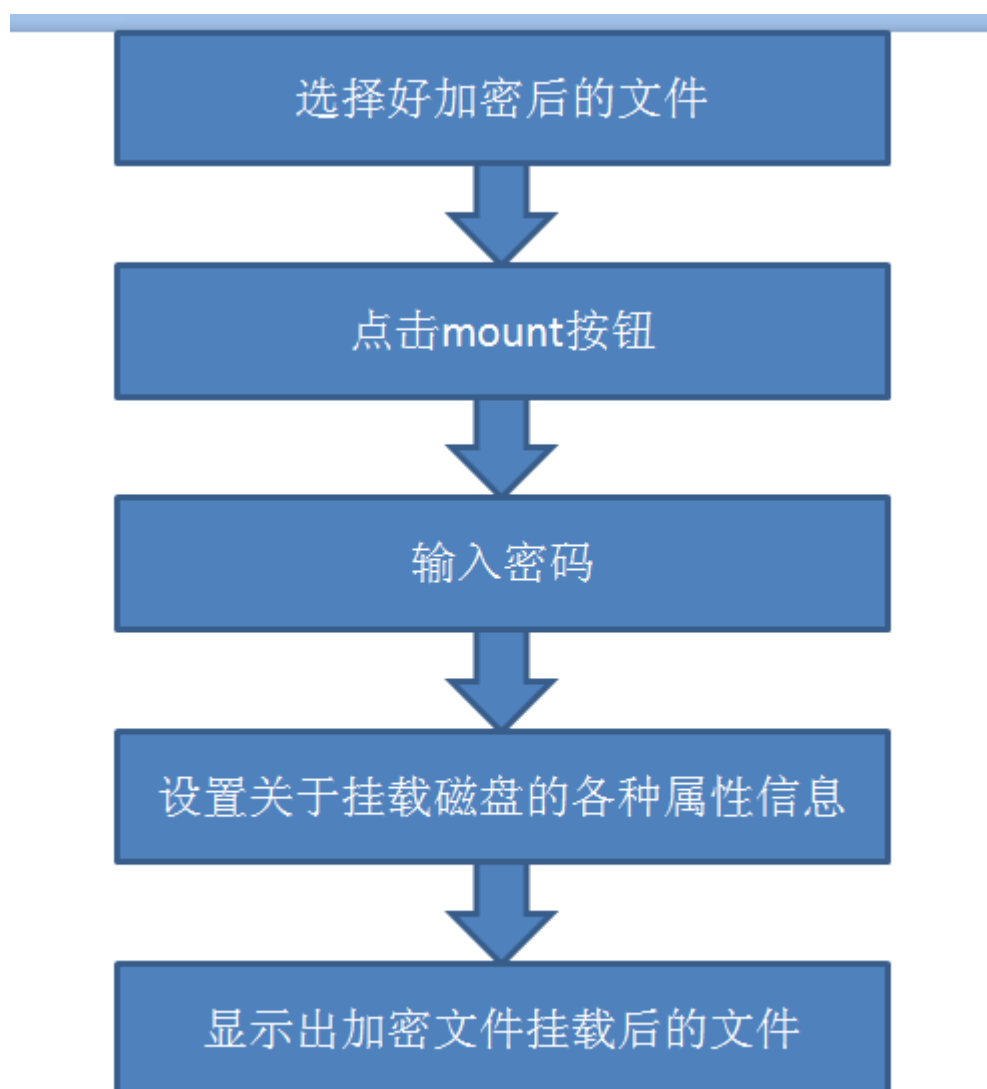 选择好加密后的文件
点击mount按钮
输入密码
设置关于挂载磁盘的各种属性信息
显示出加密文件挂载后的文件